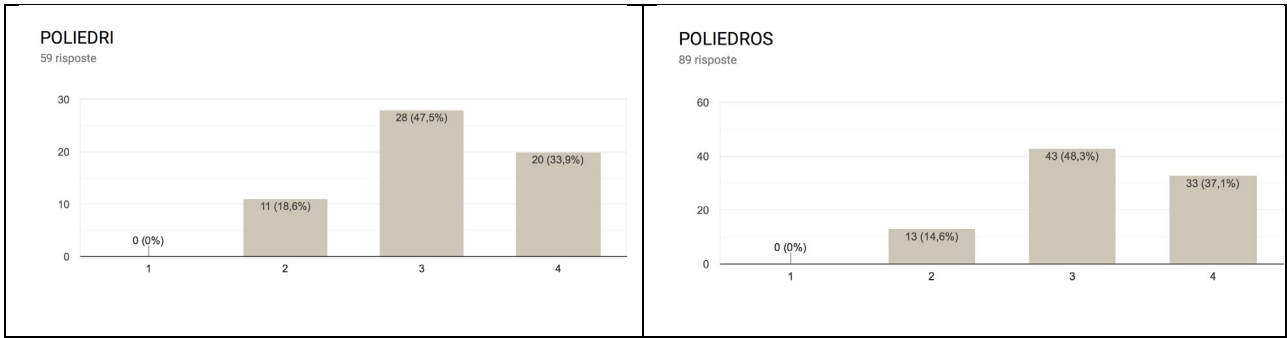 POLIEDRI
59 risposte
30
20
10
0
0 (0%)
11 (18,6%)
28 (47,5%)
20 (33,9%)
1 2 3 4
POLIEDROS
89 risposte
60
40
20
0
0 (0%)
13 (14,6%)
43 (48,3%)
33 (37,1%)
1 2 3 4